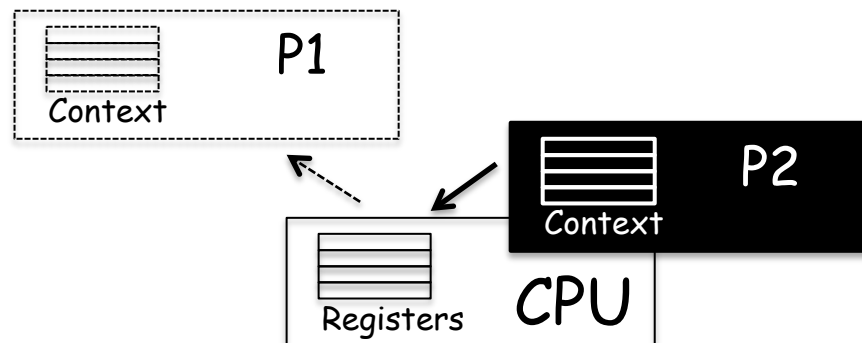 P1
Context
P2
Context
CPU
Registers